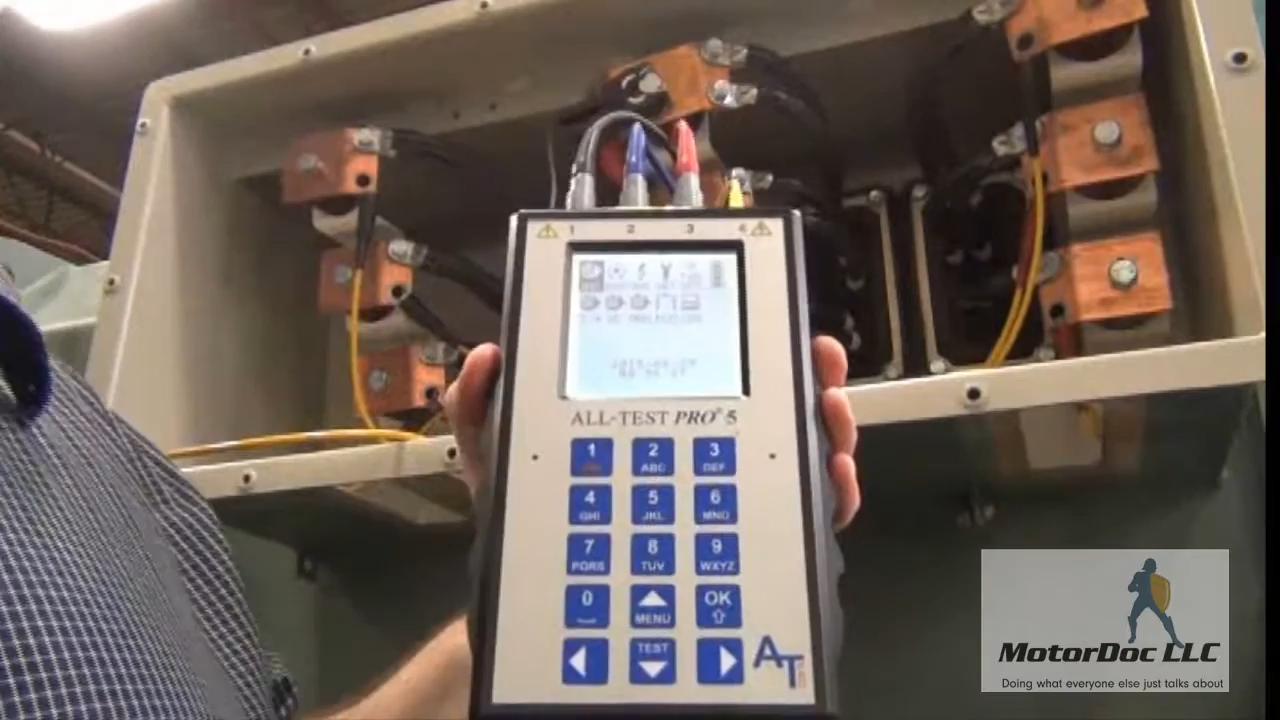 1 2 3 4
ALL-TEST PRO® 5
1
2 ABC
3 DEF
4 GHI
5 JKL
6 MNO
7 PQRS
8 TUV
9 WXYZ
0
MENU
OK
TEST
AT
MotorDoc LLC
Doing what everyone else just talks about